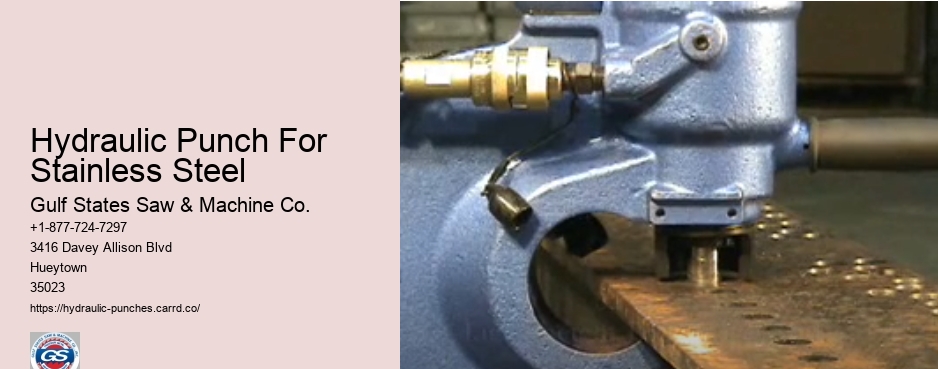 Hydraulic Punch For
Stainless Steel
Gulf States Saw & Machine Co.
+1-877-724-7297
3416 Davey Allison Blvd
Hueytown
35023
https://hydraulic-punches.carrd.co/
GS